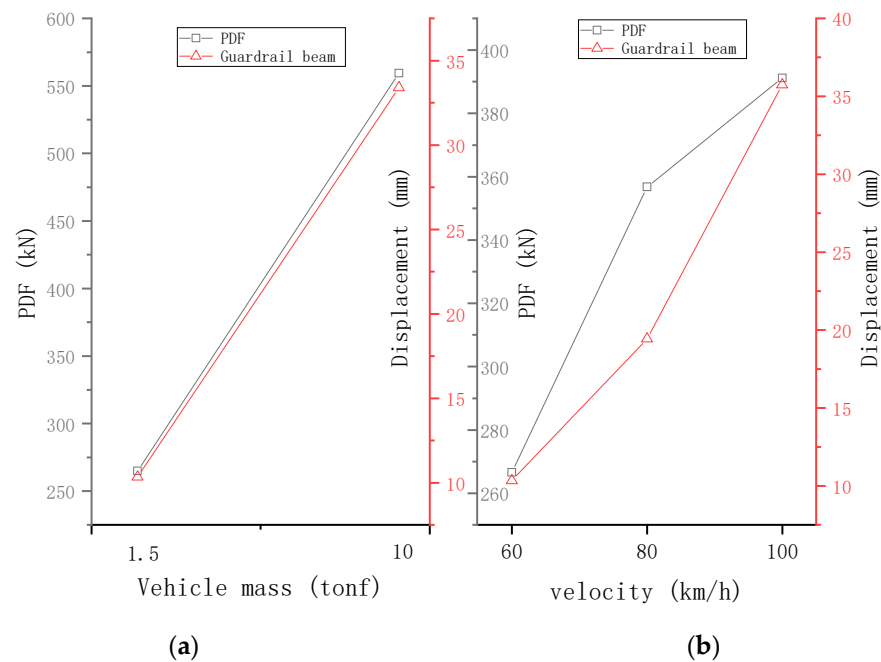 PDF
Guardrail beam
600
550
500
450
400
350
300
250
PDF (kN)
35
30
25
20
15
10
Displacement (mm)
1.5
10
Vehicle mass (tonf)
(a)
PDF
Guardrail beam
400
380
360
340
320
300
280
260
PDF (kN)
40
35
30
25
20
15
10
Displacement (mm)
60
80
100
velocity (km/h)
(b)